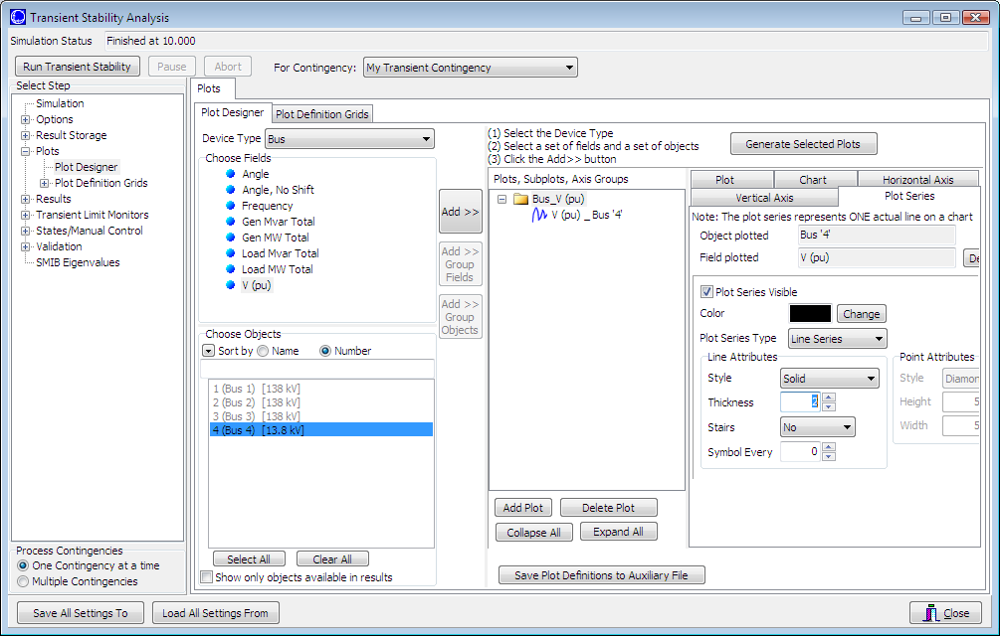 Transient Stability Analysis
Simulation Status Finished at 10.000
Run Transient Stability Pause Abort For Contingency: My Transient Contingency
Select Step
Simulation
Options
Result Storage
Plots
Plot Designer
Plot Definition Grids
Results
Transient Limit Monitors
States/Manual Control
Validation
SMIB Eigenvalues
Process Contingencies
One Contingency at a time
Multiple Contingencies
Plots
Plot Designer Plot Definition Grids
Device Type Bus
Choose Fields
Angle
Angle, No Shift
Frequency
Gen Mvar Total
Gen MW Total
Load Mvar Total
Load MW Total
V (pu)
Choose Objects
Sort by Name Number
1 (Bus 1) [138 kV]
2 (Bus 2) [138 kV]
3 (Bus 3) [138 kV]
4 (Bus 4) [13.8 kV]
Select All Clear All
Show only objects available in results
Add >>
Add >>
Group
Fields
Add >>
Group
Objects
(1) Select the Device Type
(2) Select a set of fields and a set of objects
(3) Click the Add>> button
Generate Selected Plots
Plots, Subplots, Axis Groups
Bus_V (pu)
V (pu) _ Bus '4'
Add Plot Delete Plot
Collapse All Expand All
Save Plot Definitions to Auxiliary File
Plot Chart Horizontal Axis
Vertical Axis Plot Series
Note: The plot series represents ONE actual line on a chart
Object plotted Bus '4'
Field plotted V (pu) De
Plot Series Visible
Color Change
Plot Series Type Line Series
Line Attributes
Style Solid
Thickness 2
Stairs No
Symbol Every 0
Point Attributes
Style Diamon
Height 5
Width 5
Save All Settings To Load All Settings From Close